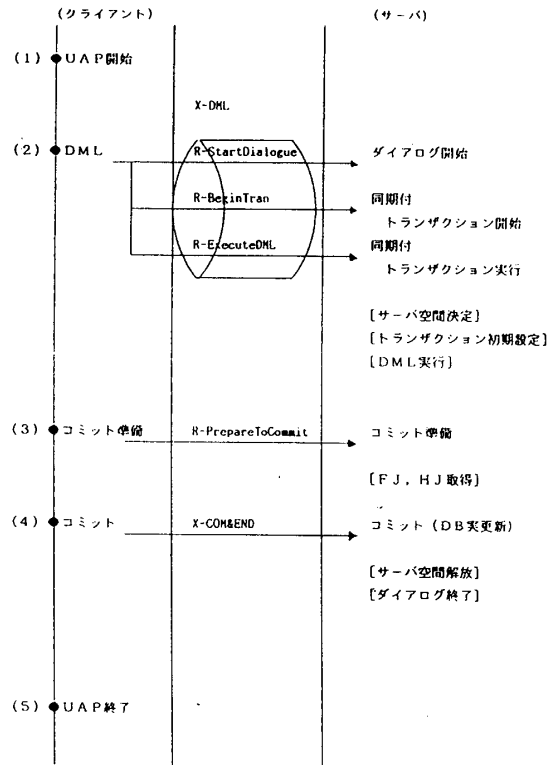 (クライアント) (サーバ)
(1) ●UAP開始
X-DML
(2) ●DML R-StartDialogue ダイアログ開始
R-BeginTran 同期付
トランザクション開始
R-ExecuteDML 同期付
トランザクション実行
[サーバ空間決定]
[トランザクション初期設定]
[DML実行]
(3) ●コミット準備 R-PrepareToCommit コミット準備
[FJ,HJ取得]
(4) ●コミット X-COM&END コミット(DB実更新)
[サーバ空間解放]
[ダイアログ終了]
(5) ●UAP終了